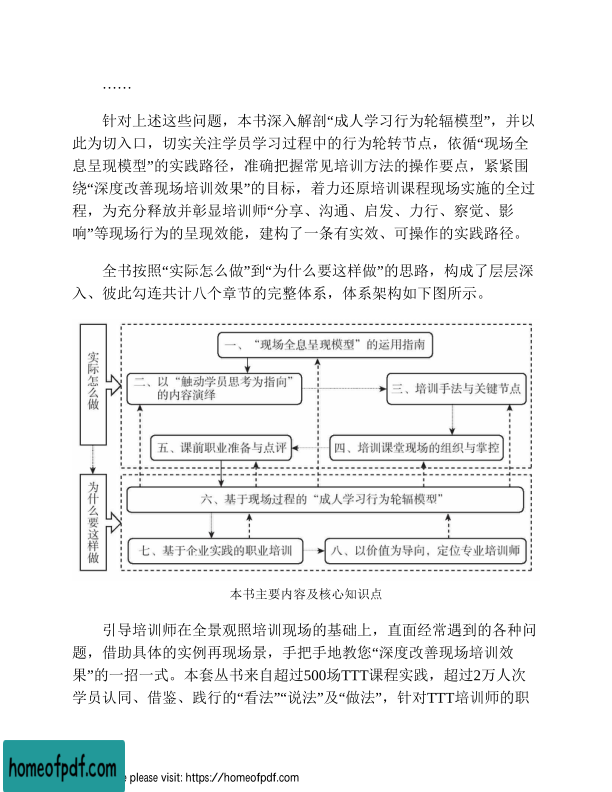 ……
针对上述这些问题，本书深入解剖“成人学习行为轮辐模型”，并以
此为切入口，切实关注学员学习过程中的行为轮转节点，依循“现场全
息呈现模型”的实践路径，准确把握常见培训方法的操作要点，紧紧围
绕“深度改善现场培训效果”的目标，着力还原培训课程现场实施的全过
程，为充分释放并彰显培训师“分享、沟通、启发、力行、察觉、影
响”等现场行为的呈现效能，建构了一条有实效、可操作的实践路径。
全书按照“实际怎么做”到“为什么要这样做”的思路，构成了层层深
入、彼此勾连共计八个章节的完整体系，体系架构如下图所示。
实际怎么做
一、“现场全息呈现模型”的运用指南
二、以“触动学员思考为指向”
的内容演绎
三、培训手法与关键节点
五、课前职业准备与点评
四、培训课堂现场的组织与掌控
为什么要这样做
六、基于现场过程的“成人学习行为轮辐模型”
七、基于企业实践的职业培训
八、以价值为导向，定位专业培训师
本书主要内容及核心知识点
引导培训师在全景观照培训现场的基础上，直面经常遇到的各种问
题，借助具体的实例再现场景，手把手地教您“深度改善现场培训效
果”的一招一式。本套丛书来自超过500场TTT课程实践，超过2万人次
学员认同、借鉴、践行的“看法”“说法”及“做法”，针对TTT培训师的职
homeofpdf.com
e please visit: https://homeofpdf.com